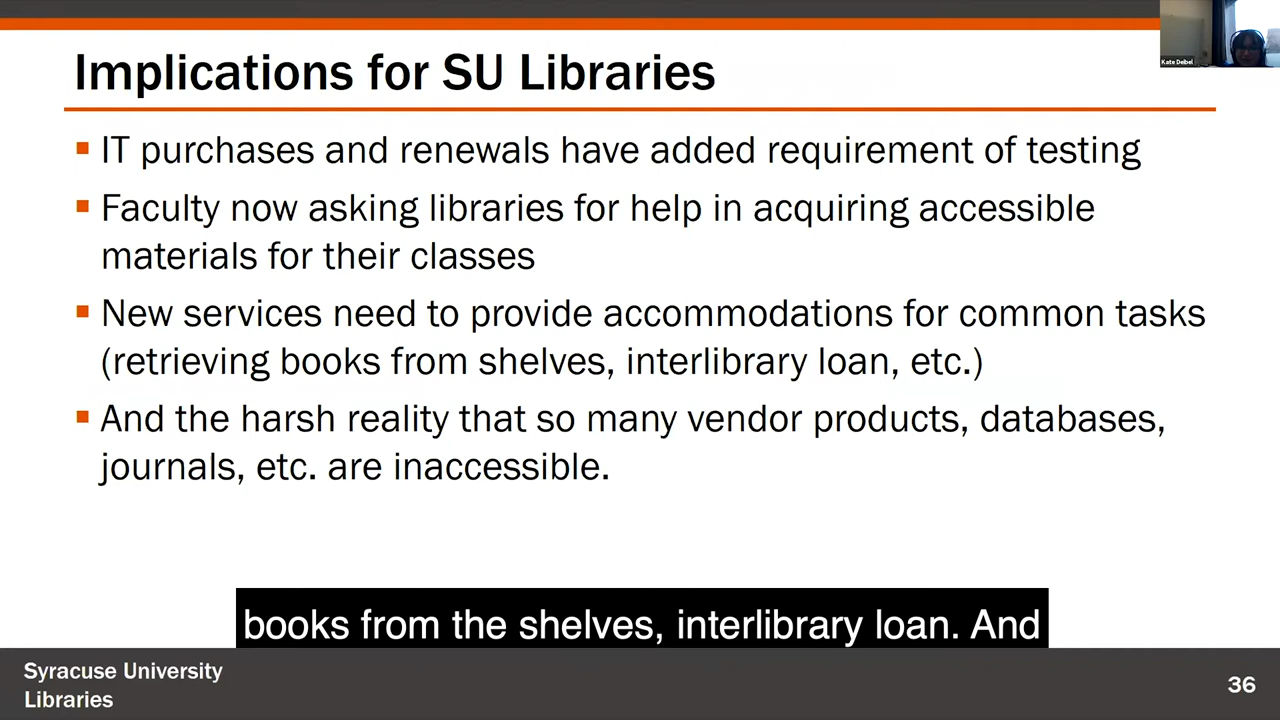 Kate Deibel
Implications for SU Libraries
IT purchases and renewals have added requirement of testing
Faculty now asking libraries for help in acquiring accessible
materials for their classes
New services need to provide accommodations for common tasks
(retrieving books from shelves, interlibrary loan, etc.)
And the harsh reality that so many vendor products, databases,
journals, etc. are inaccessible.
books from the shelves, interlibrary loan. And
Syracuse University
Libraries
36